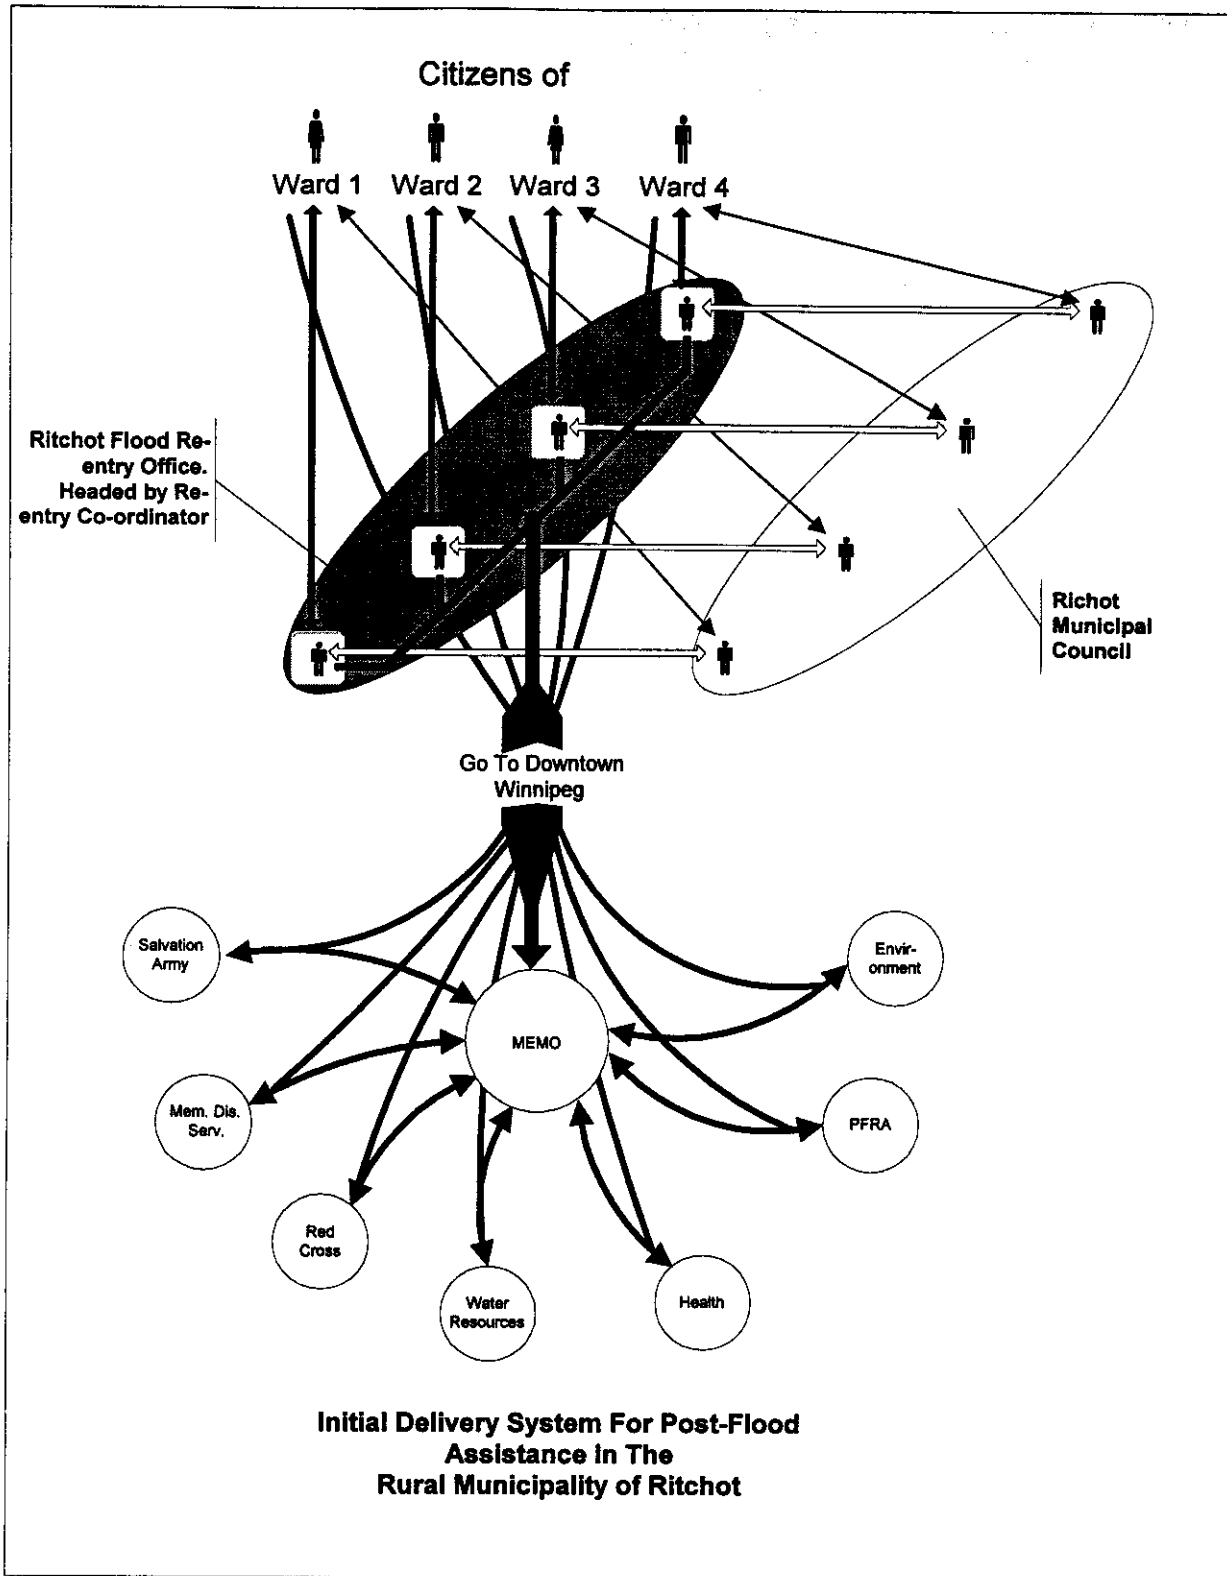 Citizens of
Ward 1 Ward 2 Ward 3 Ward 4
Ritchot Flood Re-
entry Office.
Headed by Re-
entry Co-ordinator
Richot
Municipal
Council
Go To Downtown
Winnipeg
Salvation
Army
Envir-
onment
MEMO
Mem. Dis.
Serv.
PFRA
Red
Cross
Water
Resources
Health
Initial Delivery System For Post-Flood
Assistance in The
Rural Municipality of Ritchot